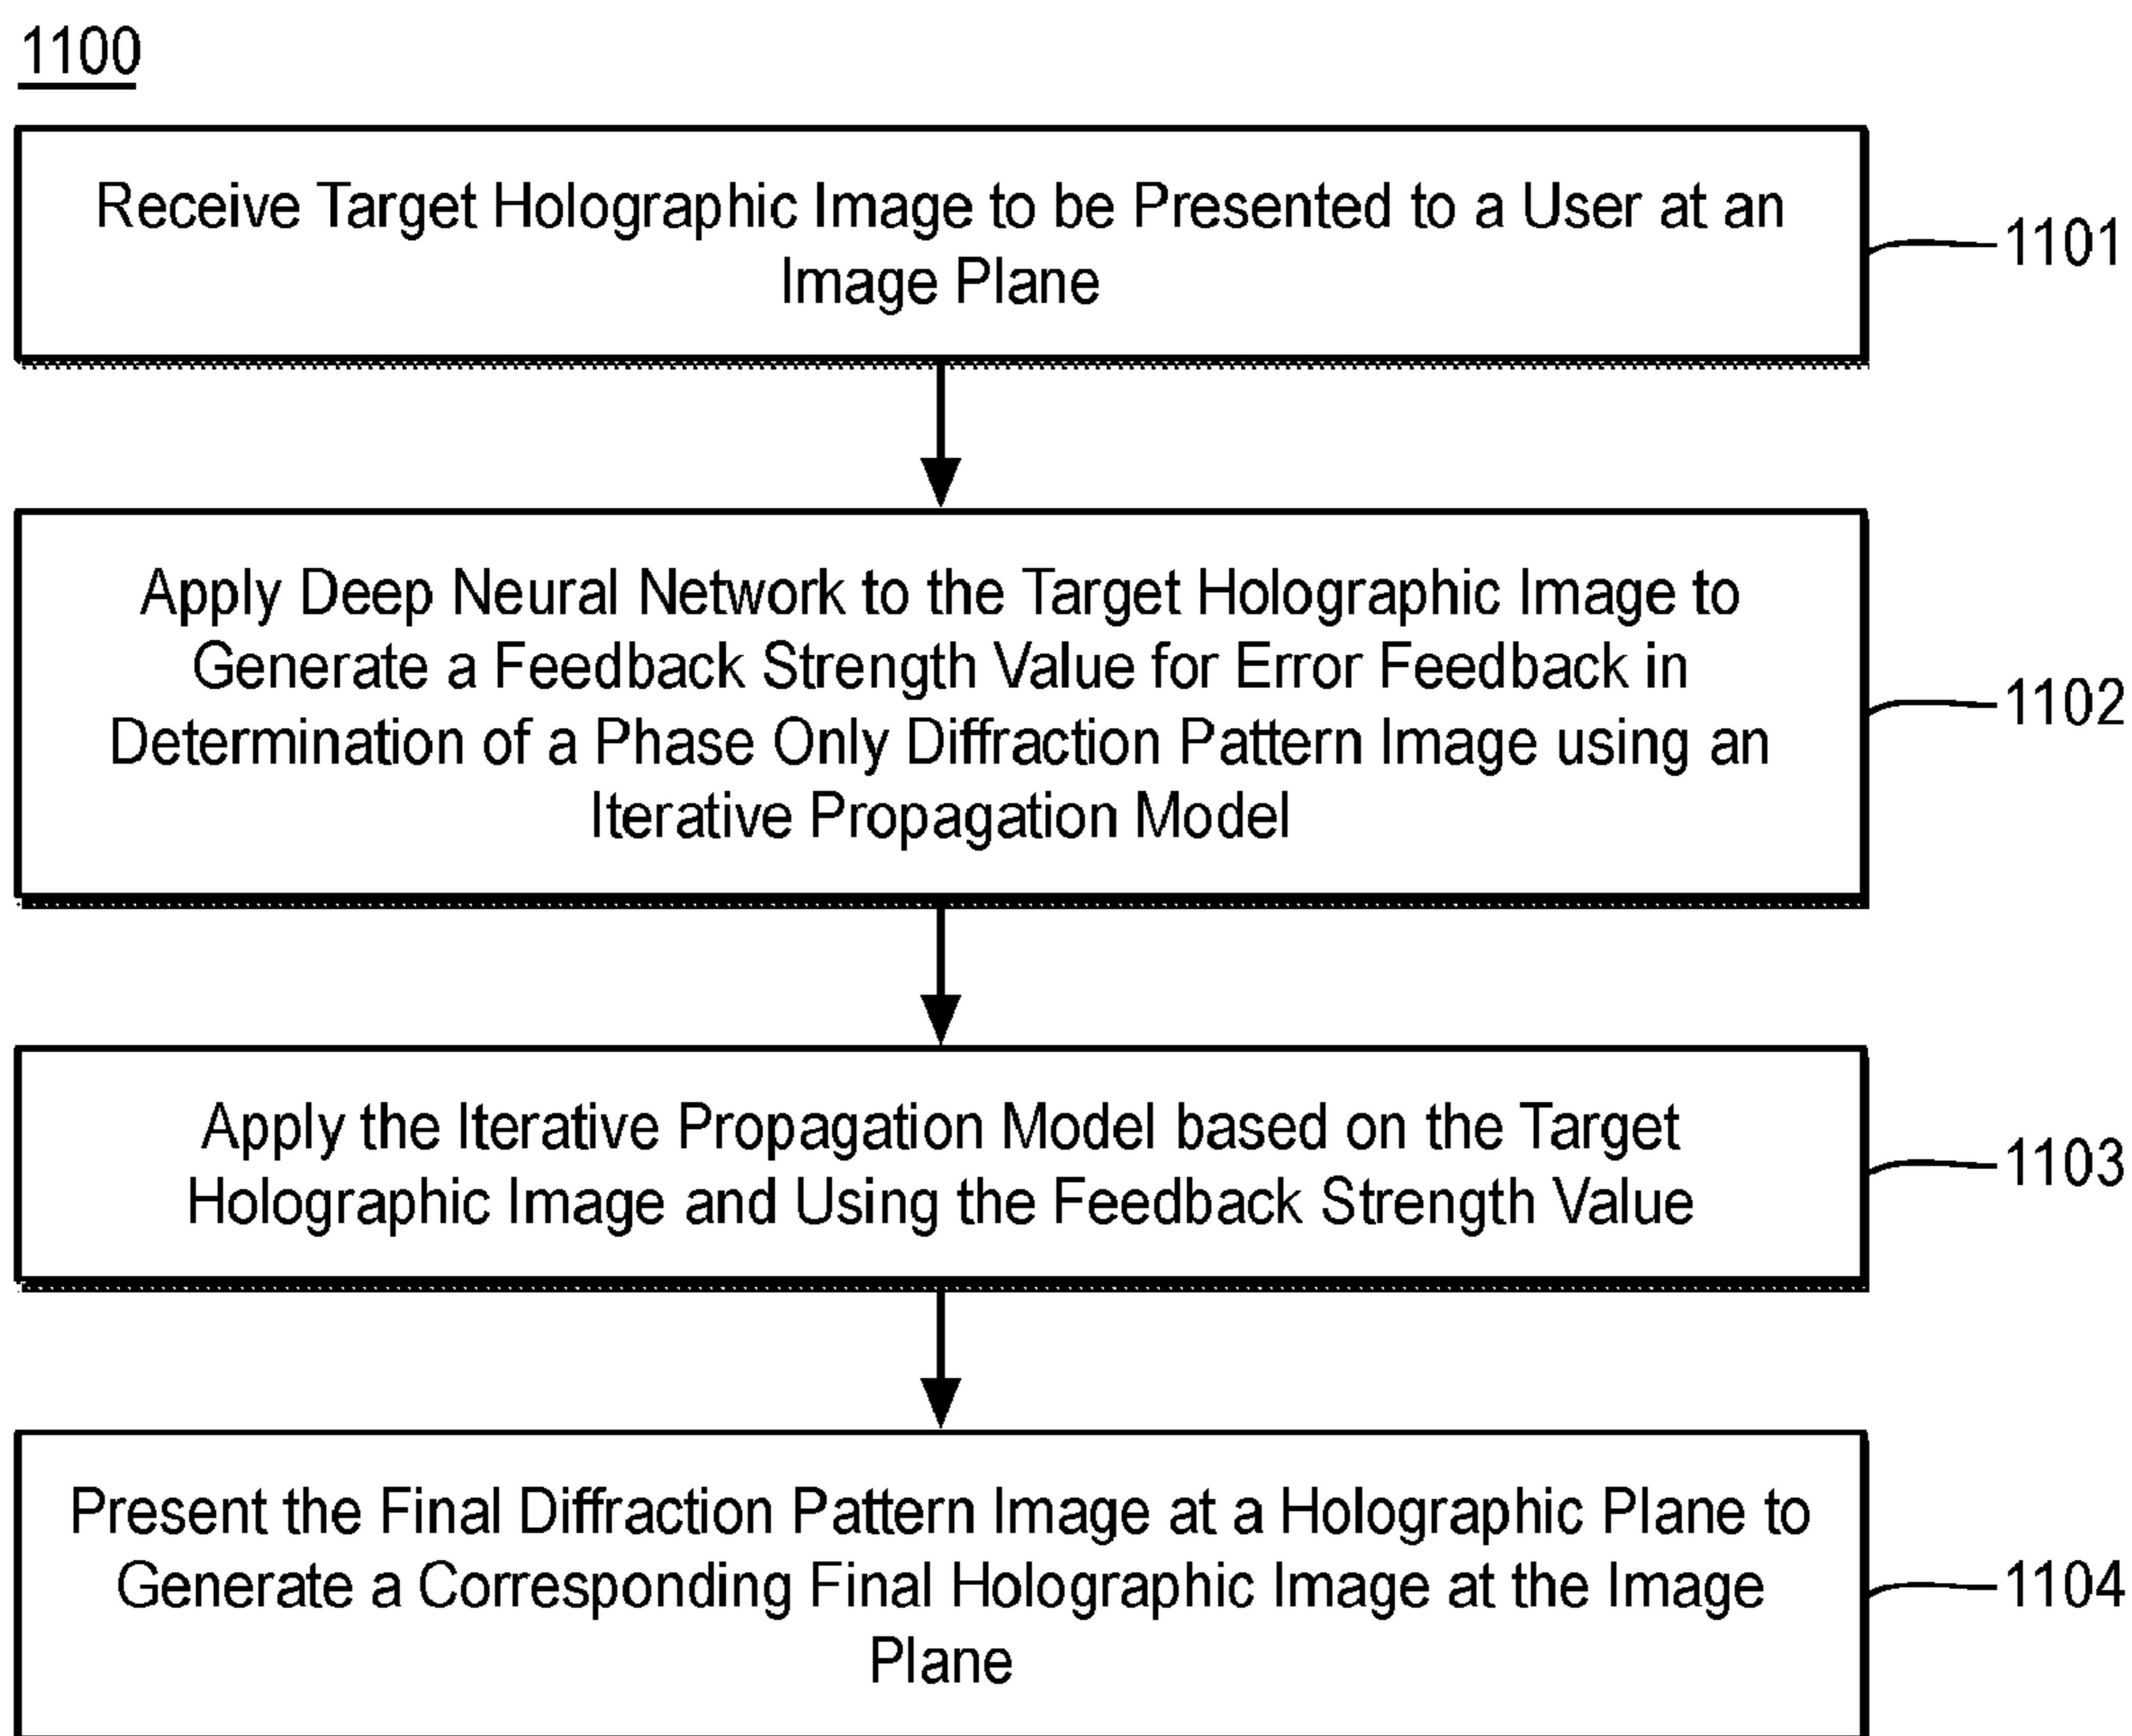 1100
Receive Target Holographic Image to be Presented to a User at an
Image Plane
1101
Apply Deep Neural Network to the Target Holographic Image to
Generate a Feedback Strength Value for Error Feedback in
Determination of a Phase Only Diffraction Pattern Image using an
Iterative Propagation Model
1102
Apply the Iterative Propagation Model based on the Target
Holographic Image and Using the Feedback Strength Value
1103
Present the Final Diffraction Pattern Image at a Holographic Plane to
Generate a Corresponding Final Holographic Image at the Image
Plane
1104